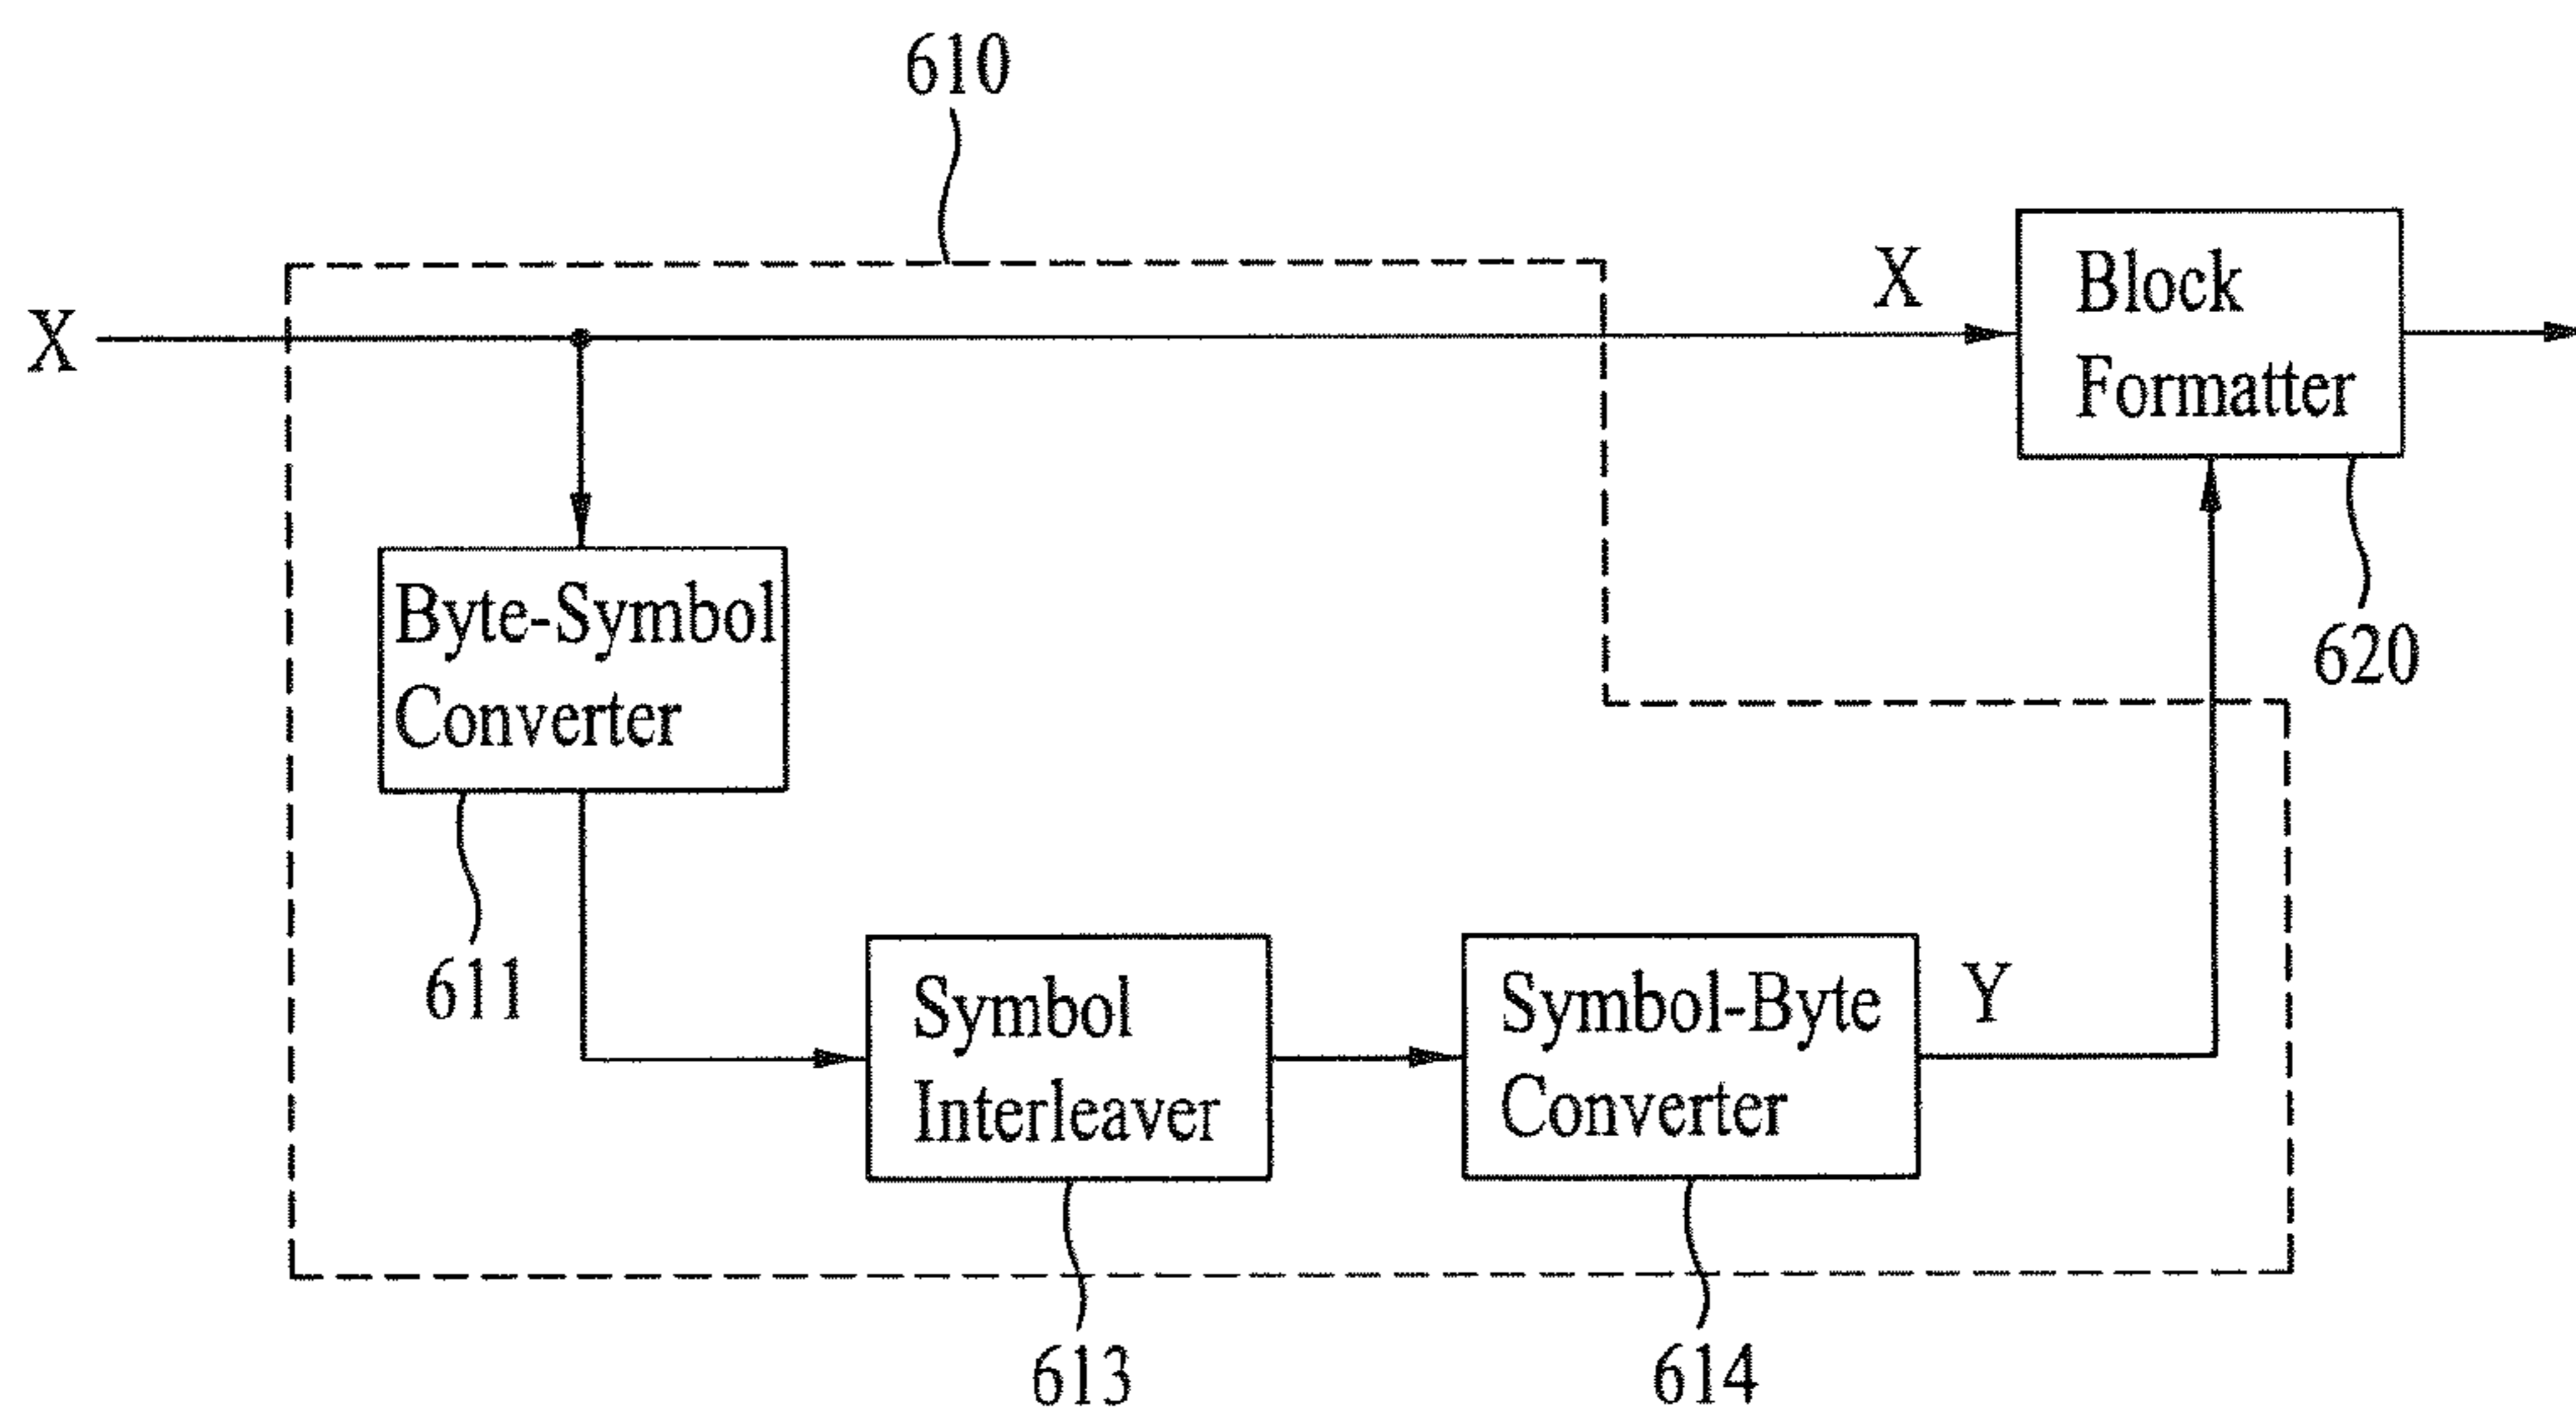 610
X
X
Block
Formatter
620
Byte-Symbol
Converter
611
Symbol
Interleaver
613
Symbol-Byte
Converter
614
Y